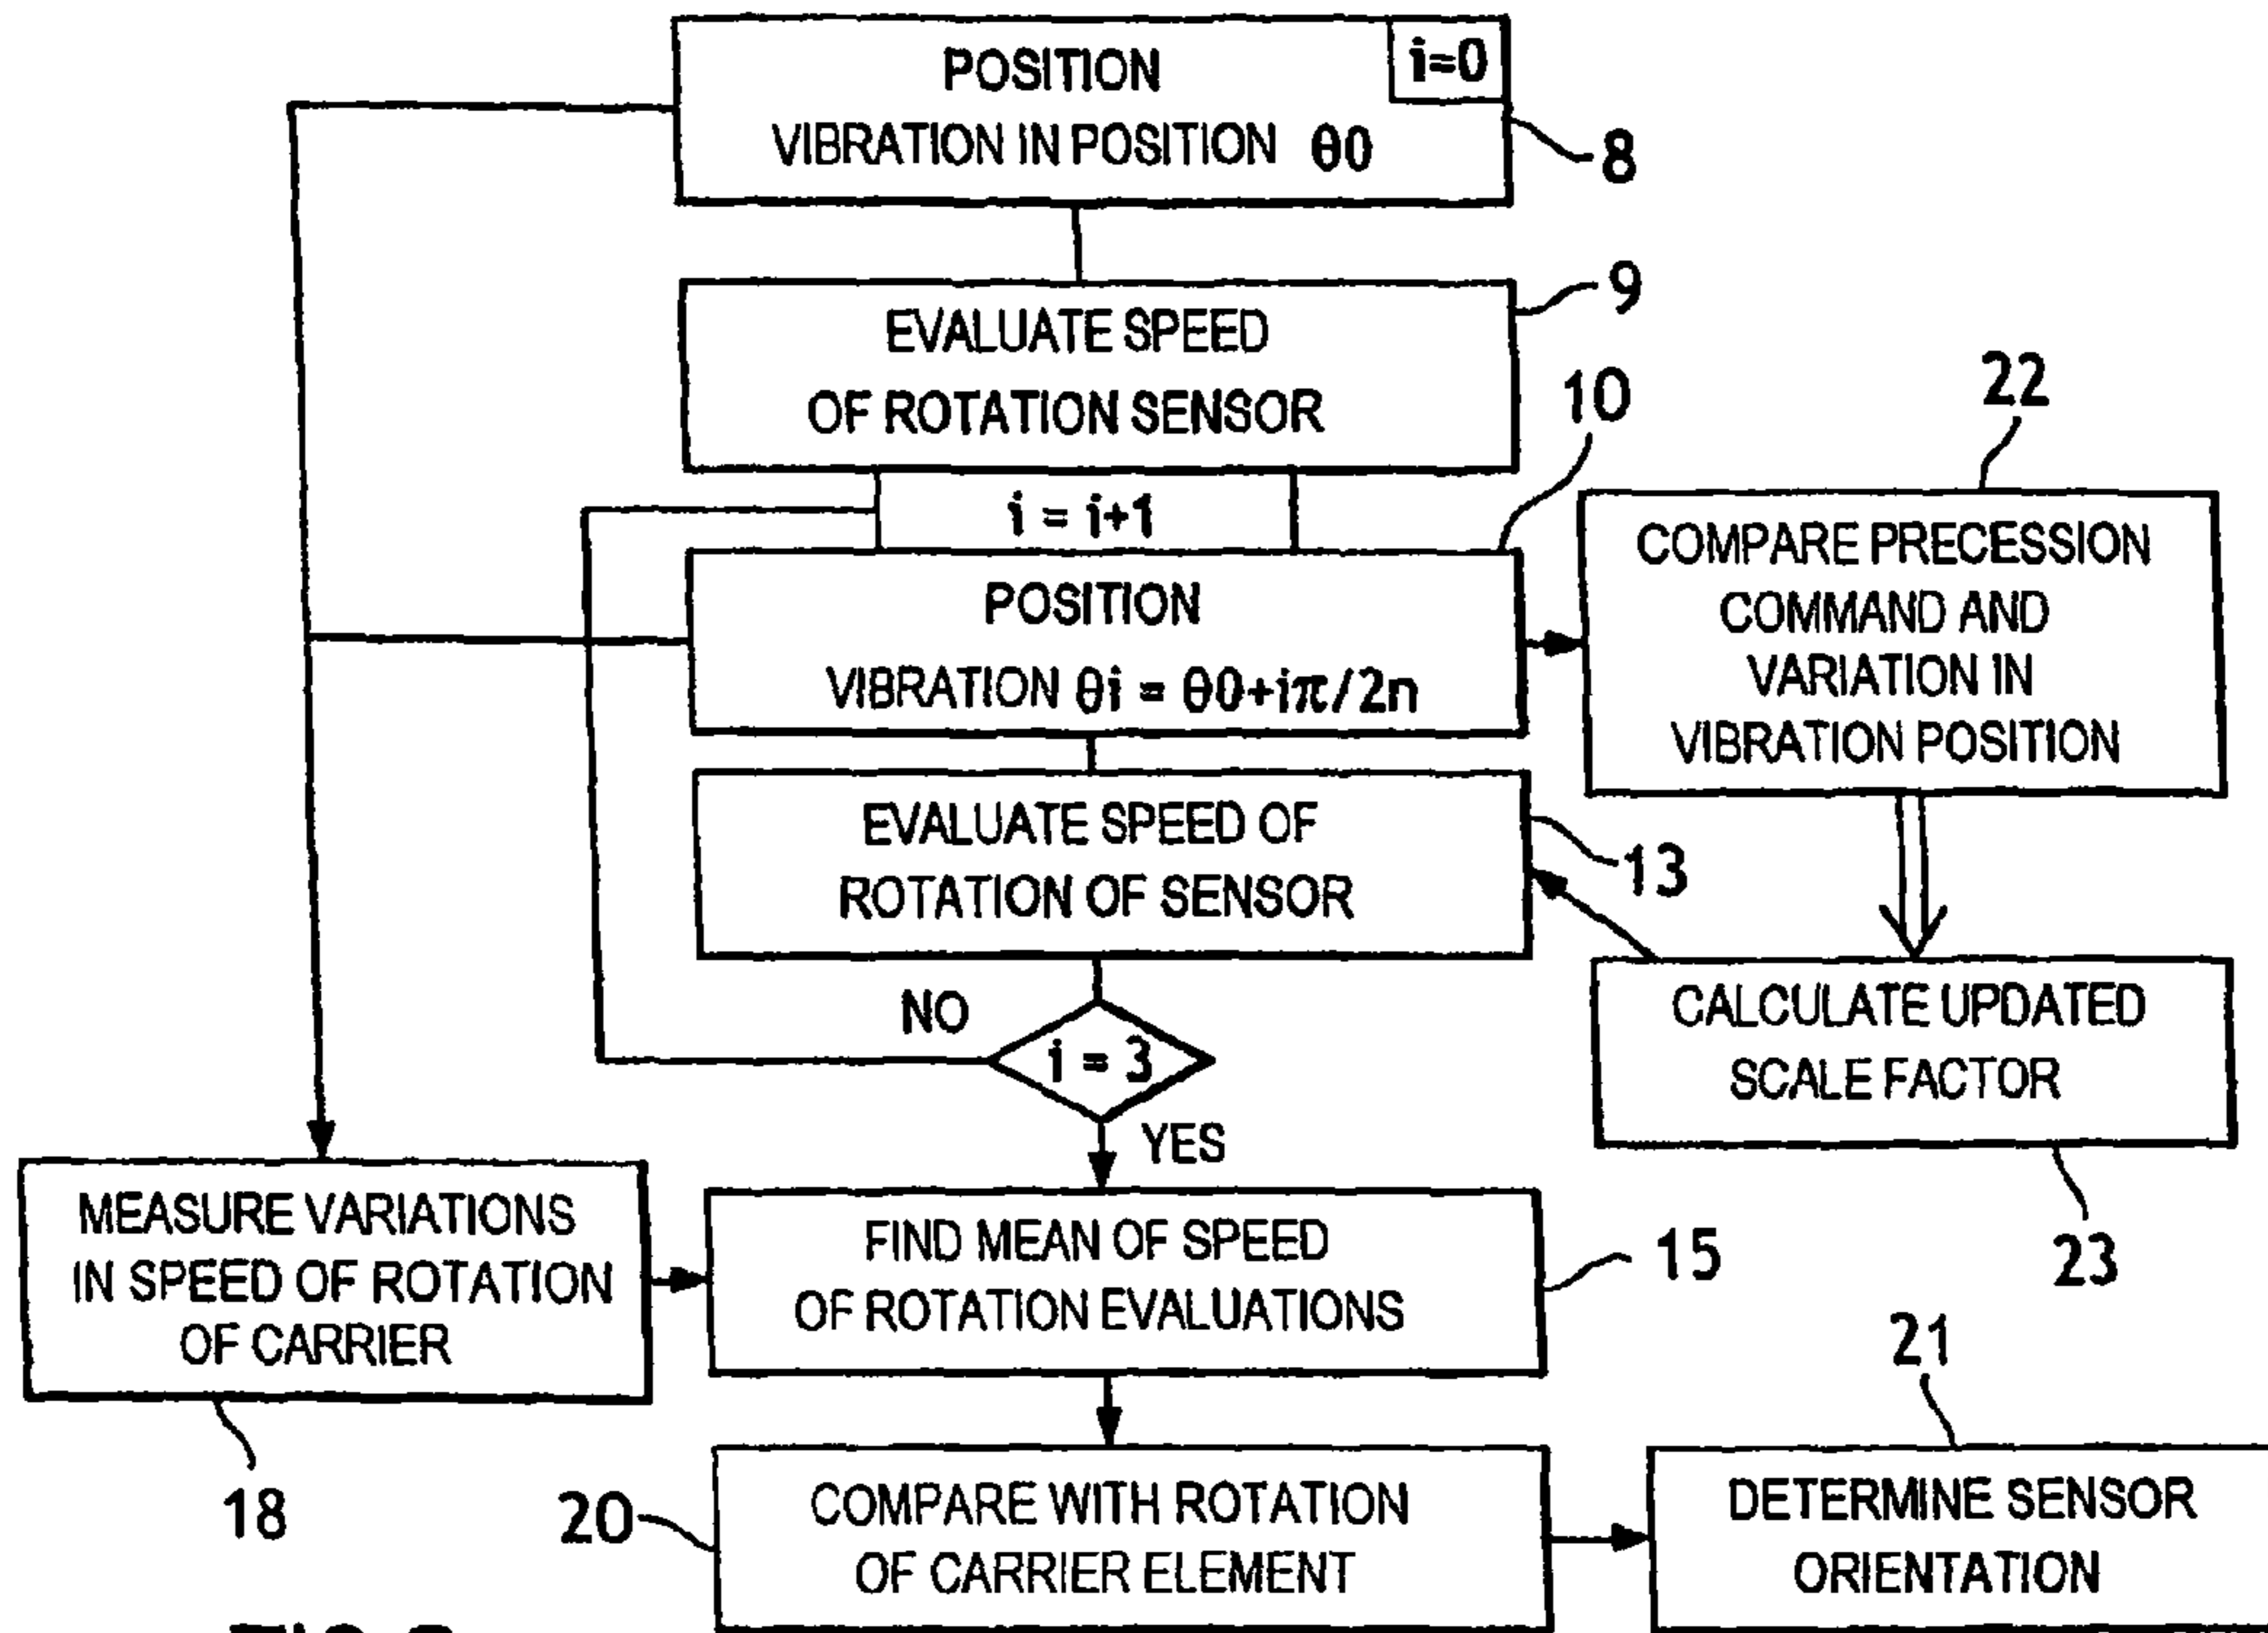 POSITION
i=0
VIBRATION IN POSITION θ0
8
EVALUATE SPEED
OF ROTATION SENSOR
9
i = i+1
10
POSITION
VIBRATION θi = θ0+iπ/2n
22
COMPARE PRECESSION
COMMAND AND
VARIATION IN
VIBRATION POSITION
EVALUATE SPEED OF
ROTATION OF SENSOR
13
CALCULATE UPDATED
SCALE FACTOR
23
NO
i = 3
YES
MEASURE VARIATIONS
IN SPEED OF ROTATION
OF CARRIER
18
FIND MEAN OF SPEED
OF ROTATION EVALUATIONS
15
20
COMPARE WITH ROTATION
OF CARRIER ELEMENT
21
DETERMINE SENSOR
ORIENTATION